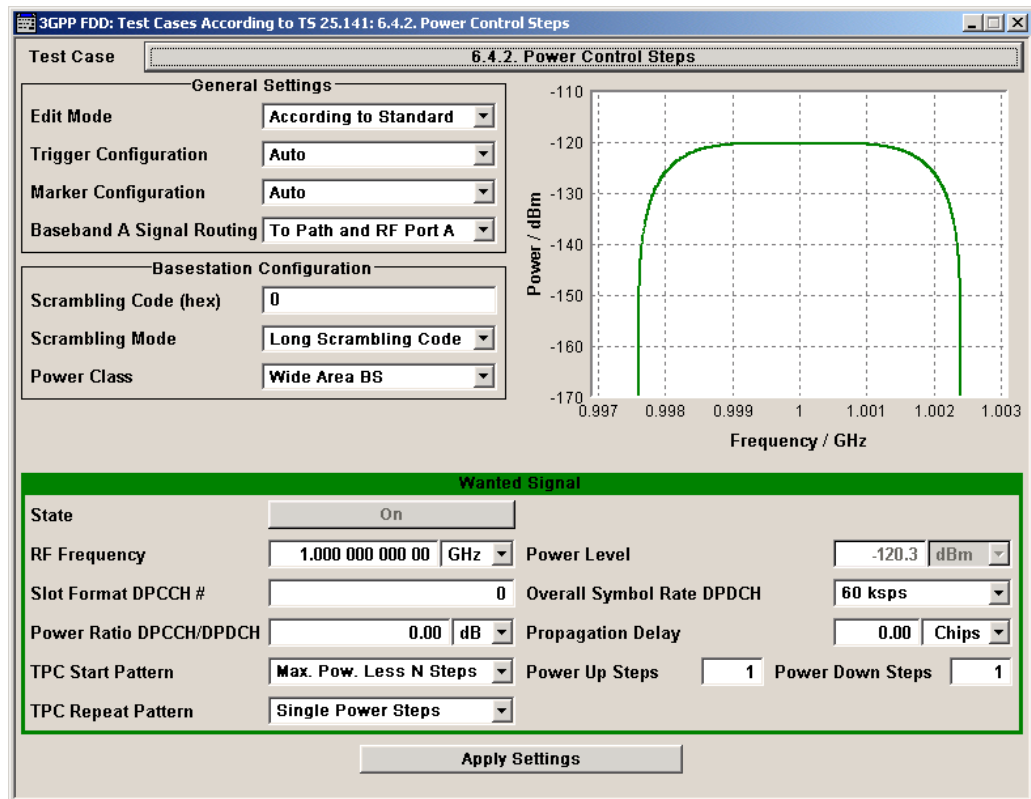 3GPP FDD: Test Cases According to TS 25.141: 6.4.2. Power Control Steps
Test Case 6.4.2. Power Control Steps
General Settings
Edit Mode According to Standard
Trigger Configuration Auto
Marker Configuration Auto
Baseband A Signal Routing To Path and RF Port A
Basestation Configuration
Scrambling Code (hex) 0
Scrambling Mode Long Scrambling Code
Power Class Wide Area BS
Power / dBm
-110
-120
-130
-140
-150
-160
-170
0.997 0.998 0.999 1 1.001 1.002 1.003
Frequency / GHz
Wanted Signal
State On
RF Frequency 1.000 000 000 00 GHz Power Level -120.3 dBm
Slot Format DPCCH # 0 Overall Symbol Rate DPDCH 60 ksps
Power Ratio DPCCH/DPDCH 0.00 dB Propagation Delay 0.00 Chips
TPC Start Pattern Max. Pow. Less N Steps Power Up Steps 1 Power Down Steps 1
TPC Repeat Pattern Single Power Steps
Apply Settings